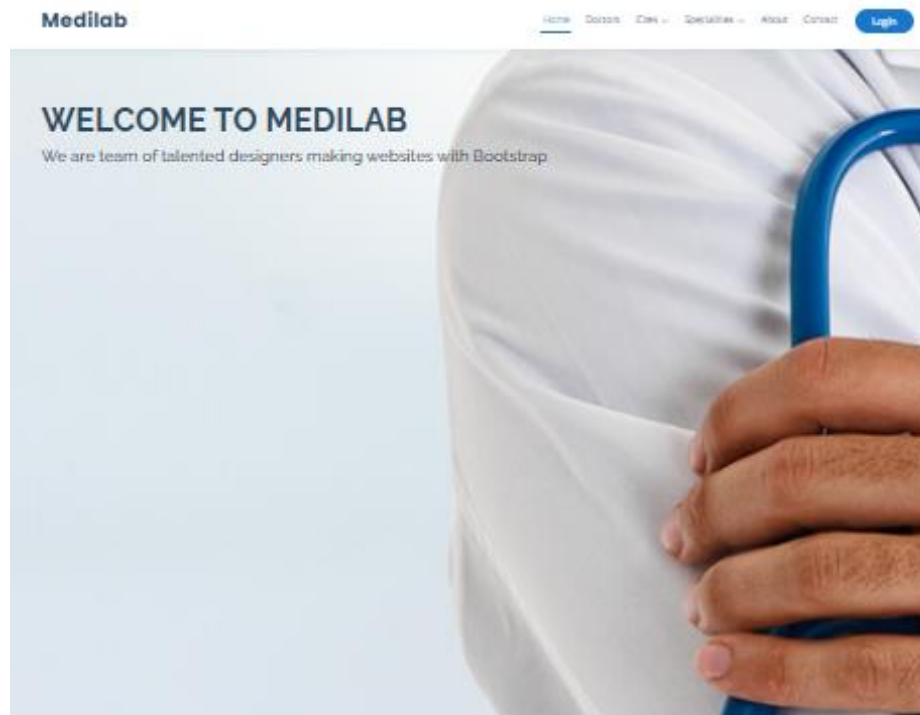 Medilab
Home Doctors Cities Specialities About Contact Login
WELCOME TO MEDILAB
We are team of talented designers making websites with Bootstrap